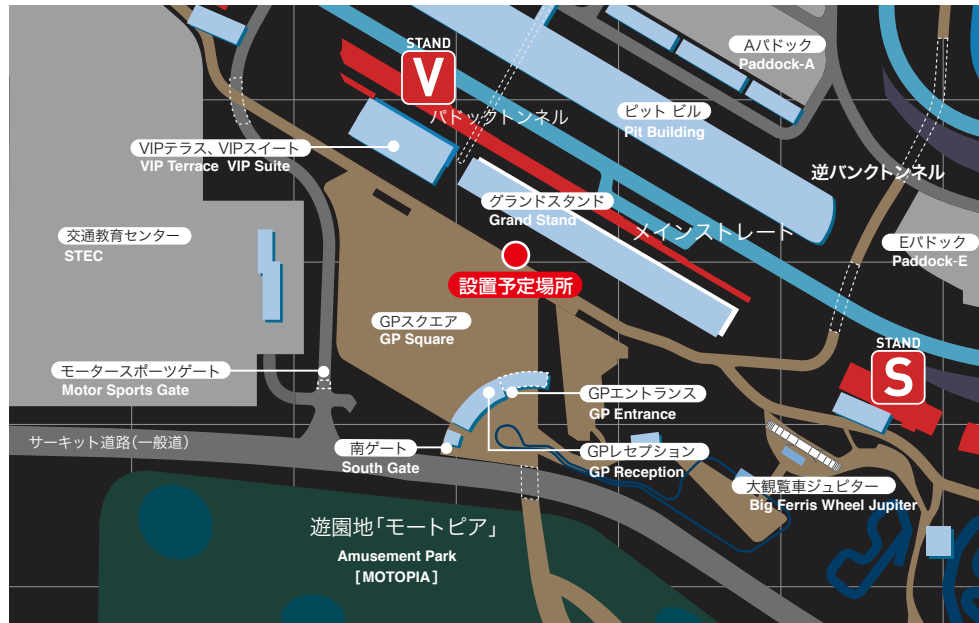 STAND
V
Aパドック
Paddock-A
パドックトンネル
ピット ビル
Pit Building
VIPテラス、VIPスイート
VIP Terrace VIP Suite
逆バンクトンネル
グランドスタンド
Grand Stand
メインストレート
交通教育センター
STEC
Eパドック
Paddock-E
設置予定場所
GPスクエア
GP Square
STAND
S
モータースポーツゲート
Motor Sports Gate
GPエントランス
GP Entrance
サーキット道路(一般道)
南ゲート
South Gate
GPレセプション
GP Reception
大観覧車ジュピター
Big Ferris Wheel Jupiter
遊園地「モートピア」
Amusement Park
[MOTOPIA]